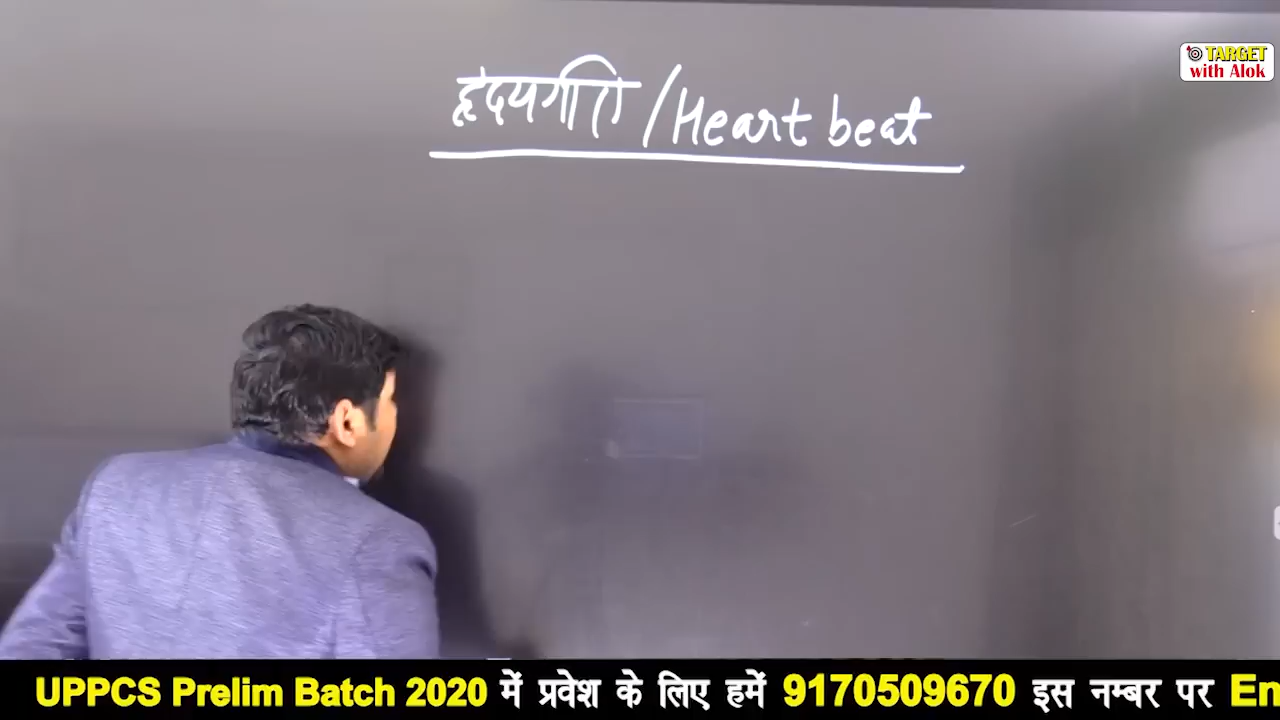 हृदयगति / Heart beat
TARGET
with Alok
UPPCS Prelim Batch 2020 में प्रवेश के लिए हमें 9170509670 इस नम्बर पर En